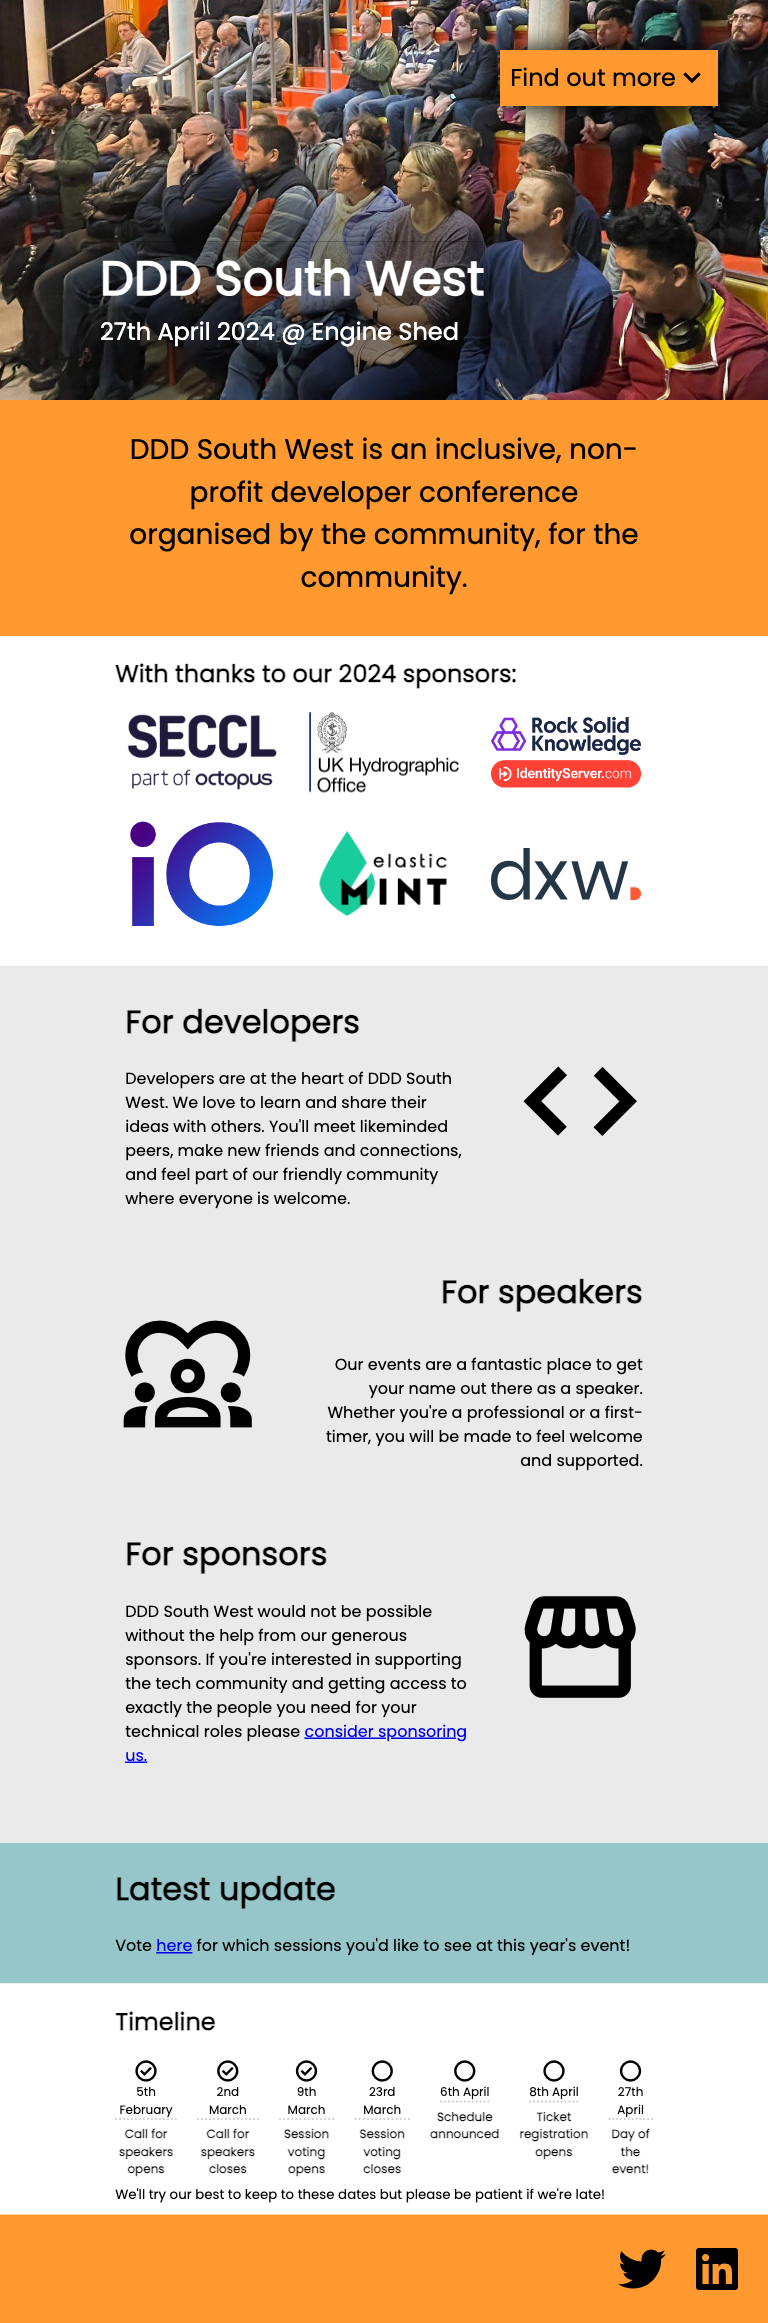 Find out more
DDD South West
27th April 2024 @ Engine Shed
DDD South West is an inclusive, non-
profit developer conference
organised by the community, for the
community.
With thanks to our 2024 sponsors:
SECCL
part of octopus
UK Hydrographic
Office
Rock Solid
Knowledge
IdentityServer.com
iO
elastic
MINT
dxw.
For developers
Developers are at the heart of DDD South
West. We love to learn and share their
ideas with others. You'll meet likeminded
peers, make new friends and connections,
and feel part of our friendly community
where everyone is welcome.
For speakers
Our events are a fantastic place to get
your name out there as a speaker.
Whether you're a professional or a first-
timer, you will be made to feel welcome
and supported.
For sponsors
DDD South West would not be possible
without the help from our generous
sponsors. If you're interested in supporting
the tech community and getting access to
exactly the people you need for your
technical roles please consider sponsoring
us.
Latest update
Vote here for which sessions you'd like to see at this year's event!
Timeline
5th
February
Call for
speakers
opens
2nd
March
Call for
speakers
closes
9th
March
Session
voting
opens
23rd
March
Session
voting
closes
6th April
Schedule
announced
8th April
Ticket
registration
opens
27th
April
Day of
the
event!
We'll try our best to keep to these dates but please be patient if we're late!
in